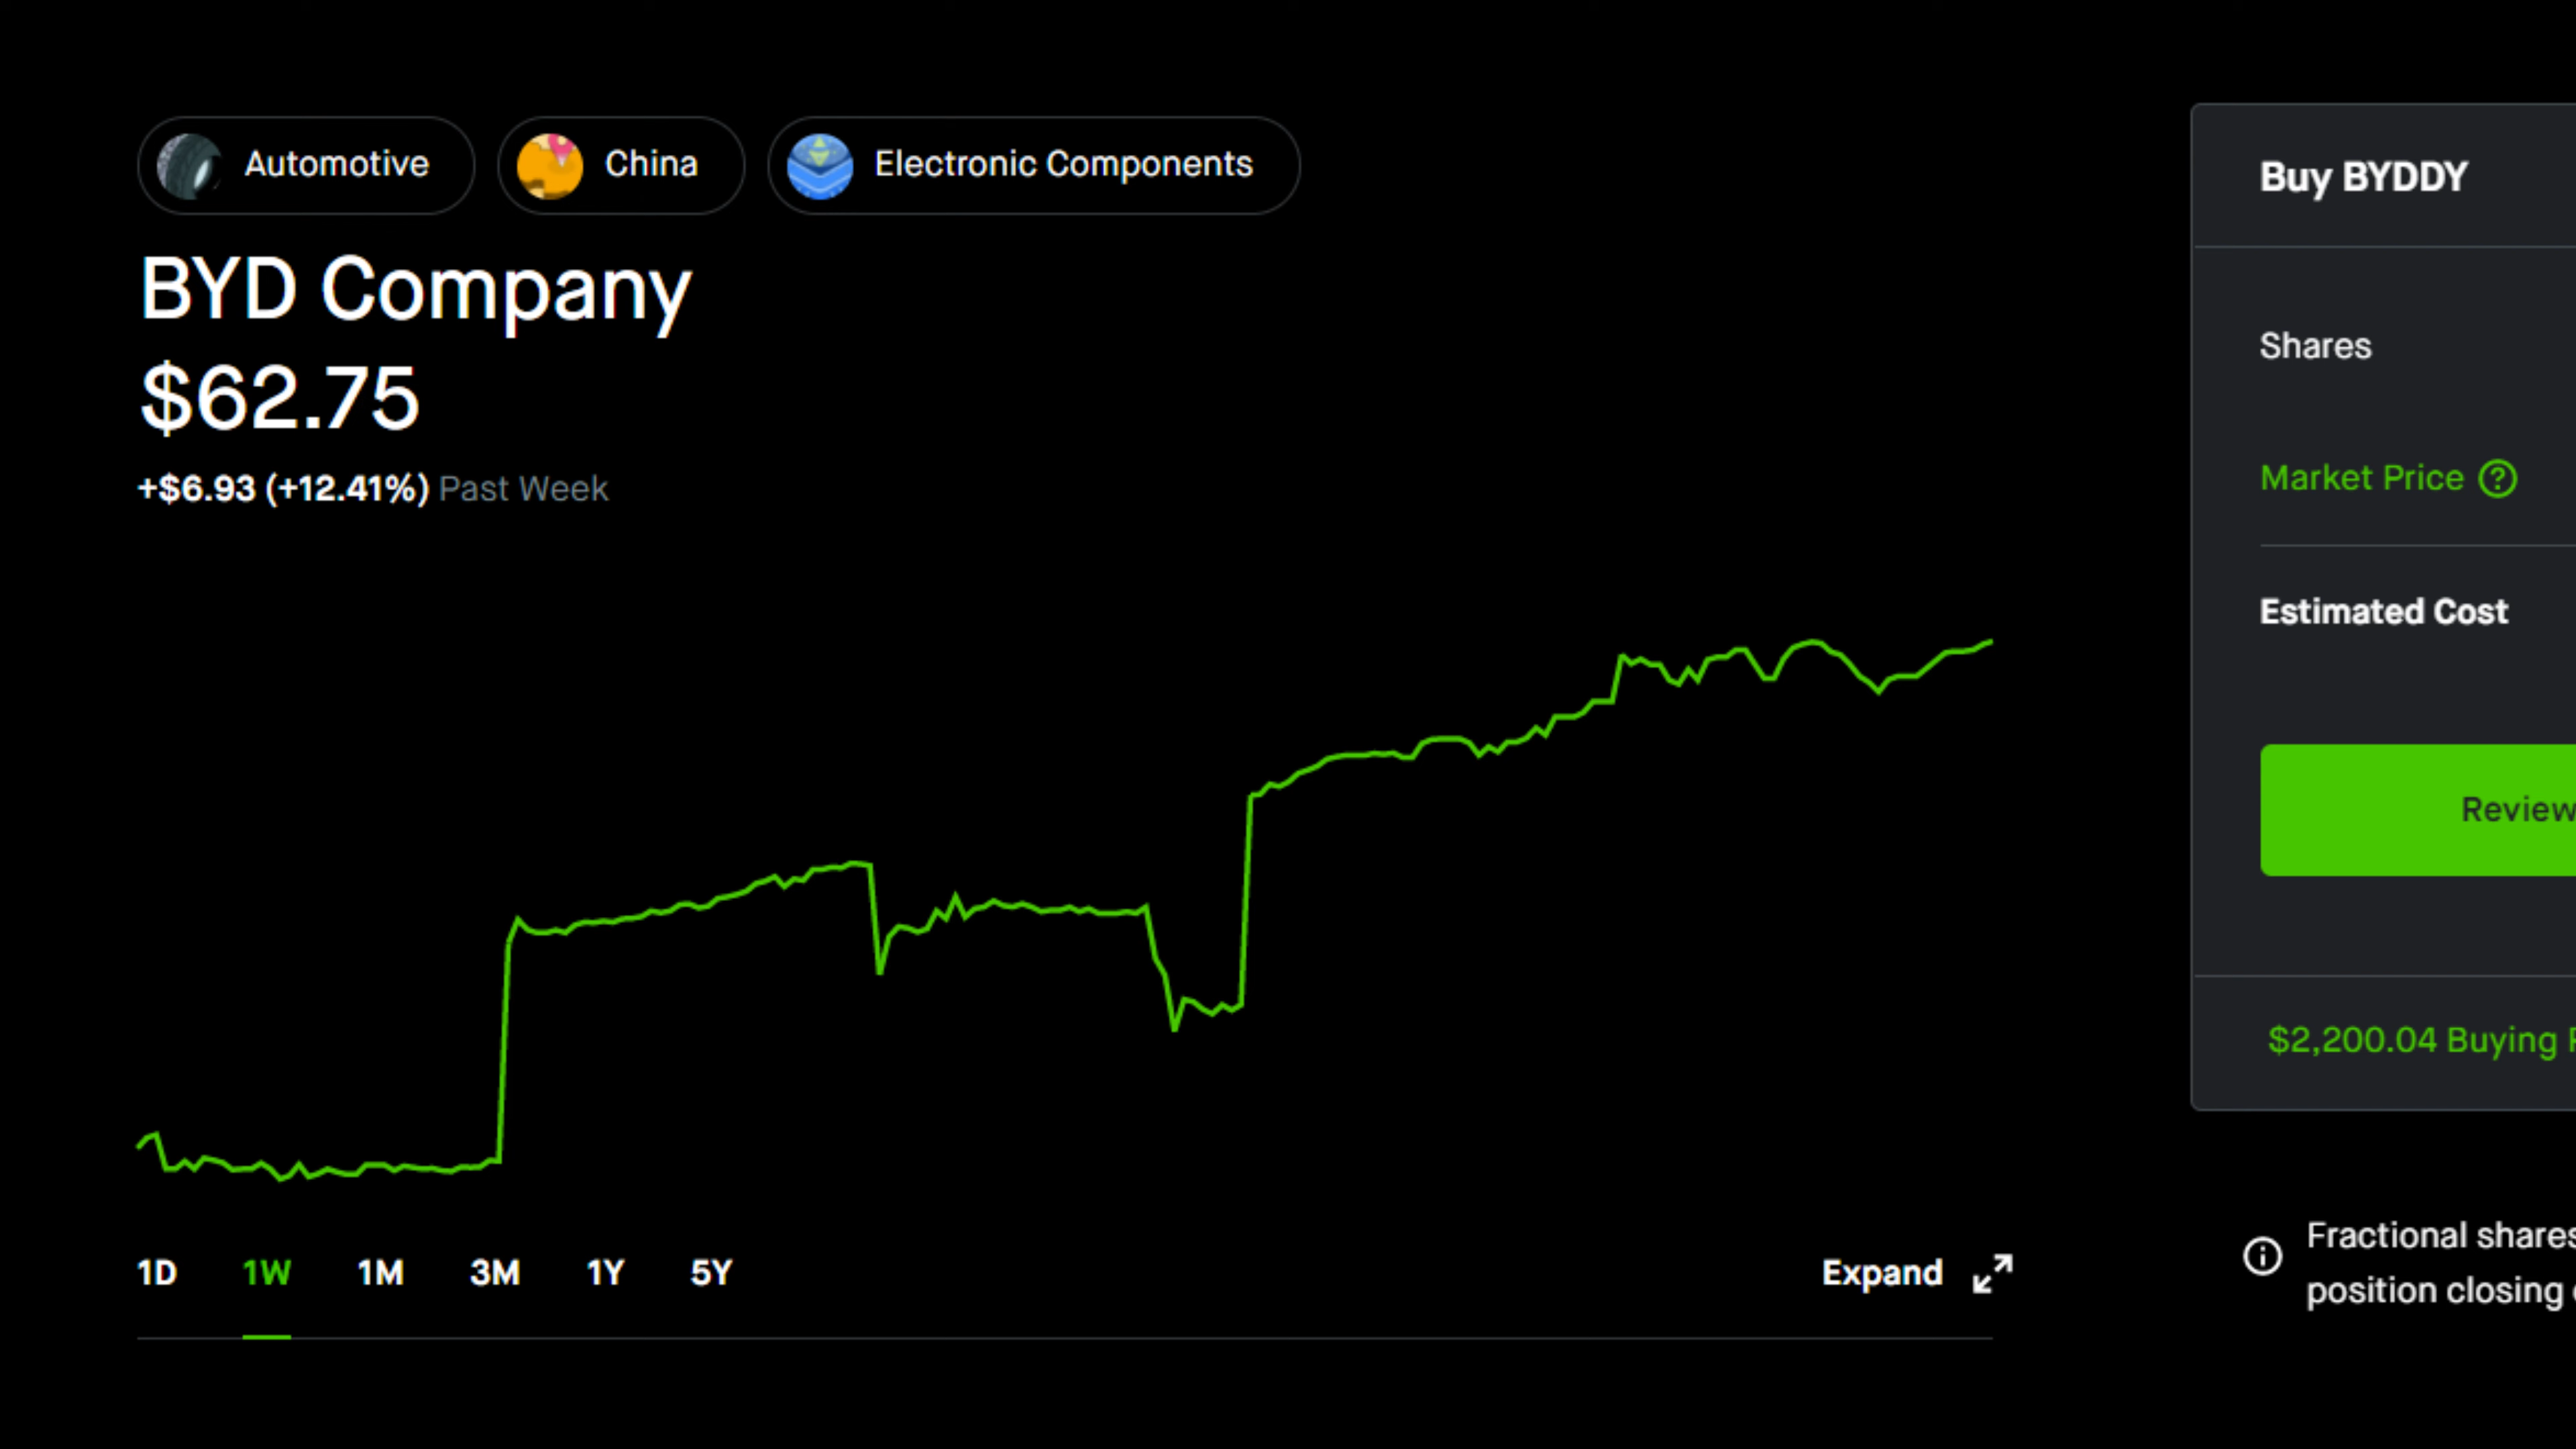 Automotive
China
Electronic Components
BYD Company
$62.75
+$6.93 (+12.41%) Past Week
1D 1W 1M 3M 1Y 5Y
Expand
Buy BYDDY
Shares
Market Price ?
Estimated Cost
Review
$2,200.04 Buying
Fractional shares
position closing